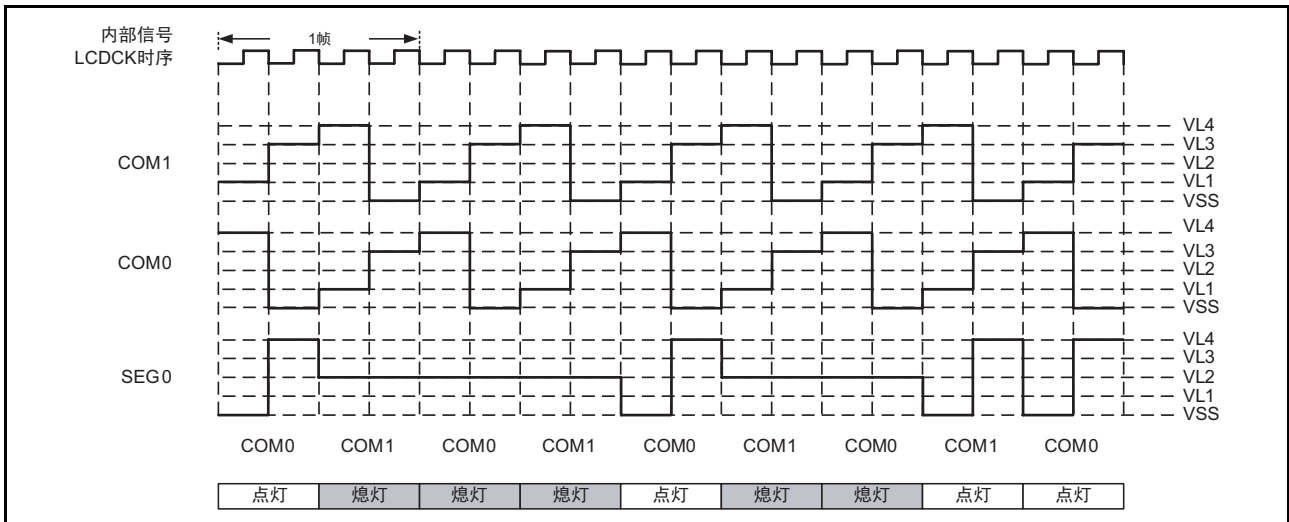 内部信号
LCDCK时序
1帧
COM1
VL4
VL3
VL2
VL1
VSS
COM0
VL4
VL3
VL2
VL1
VSS
SEG0
VL4
VL3
VL2
VL1
VSS
COM0 COM1 COM0 COM1 COM0 COM1 COM0 COM1 COM0
点灯 熄灯 熄灯 熄灯 点灯 熄灯 熄灯 点灯 点灯